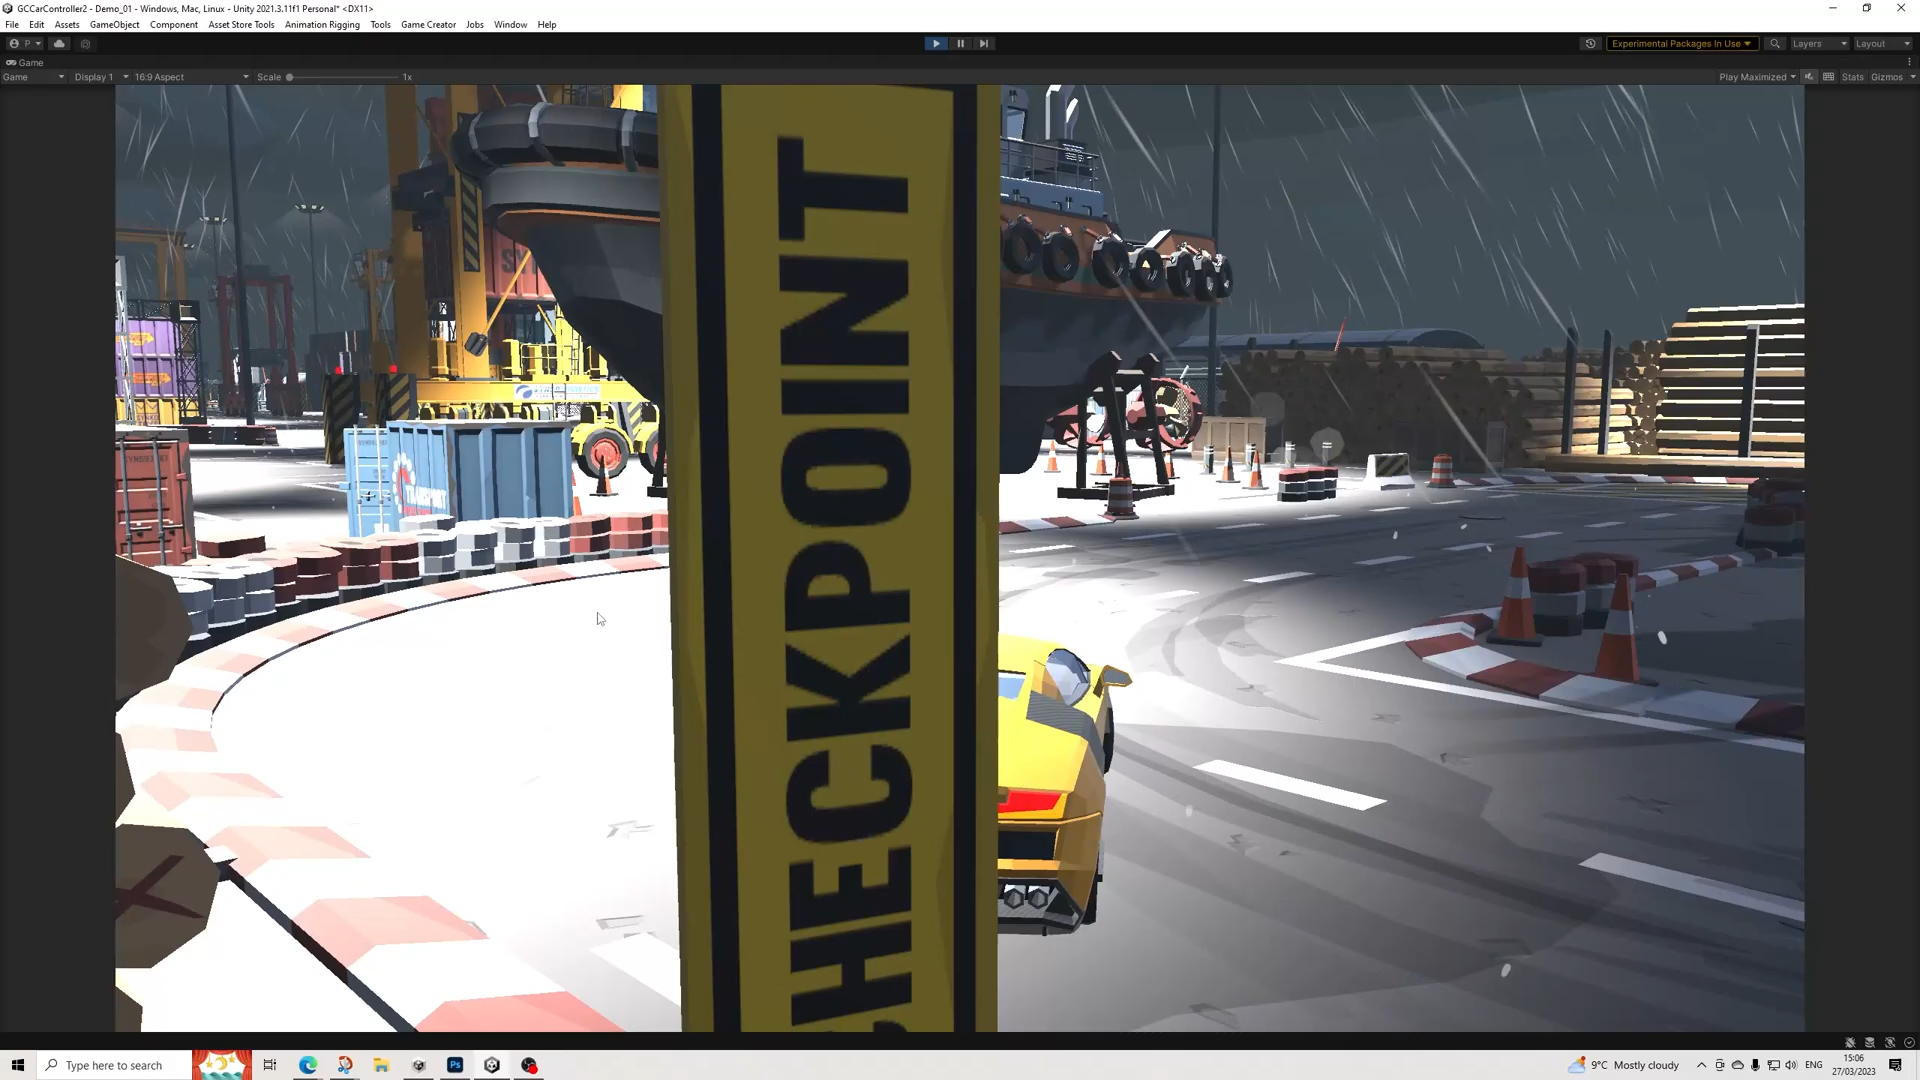 GCCarController2 - Demo_01 - Windows, Mac, Linux - Unity 2021.3.11f1 Personal* <DX11>
File Edit Assets GameObject Component Asset Store Tools Animation Rigging Tools Game Creator Jobs Window Help
P
Experimental Packages In Use
Layers
Layout
Game
Game
Display 1
16:9 Aspect
Scale
1x
Play Maximized
Stats
Gizmos
CHECKPOINT
TRANSPORT
Type here to search
Ps
9°C Mostly cloudy
ENG
15:06
27/03/2023